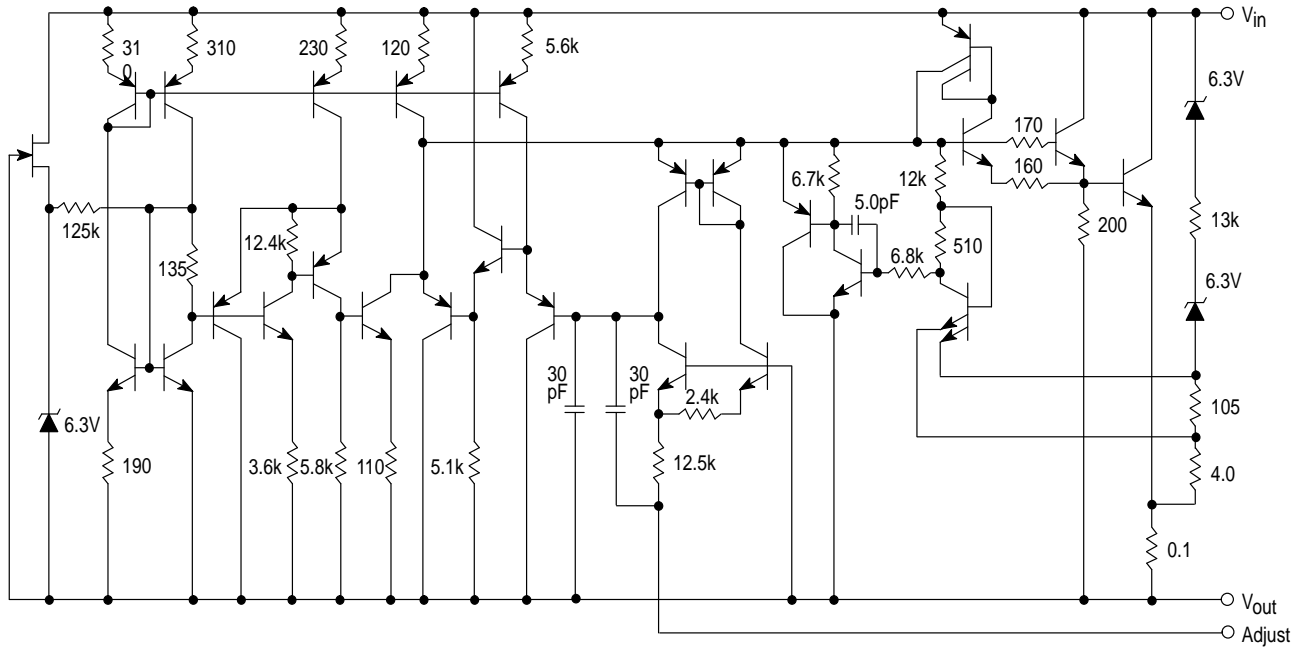 31
0
310
230
120
5.6k
Vin
6.3V
170
160
6.7k
12k
5.0pF
200
13k
125k
12.4k
510
6.8k
135
6.3V
30
pF
30
pF
2.4k
105
6.3V
190
3.6k
5.8k
110
5.1k
12.5k
4.0
0.1
Vout
Adjust